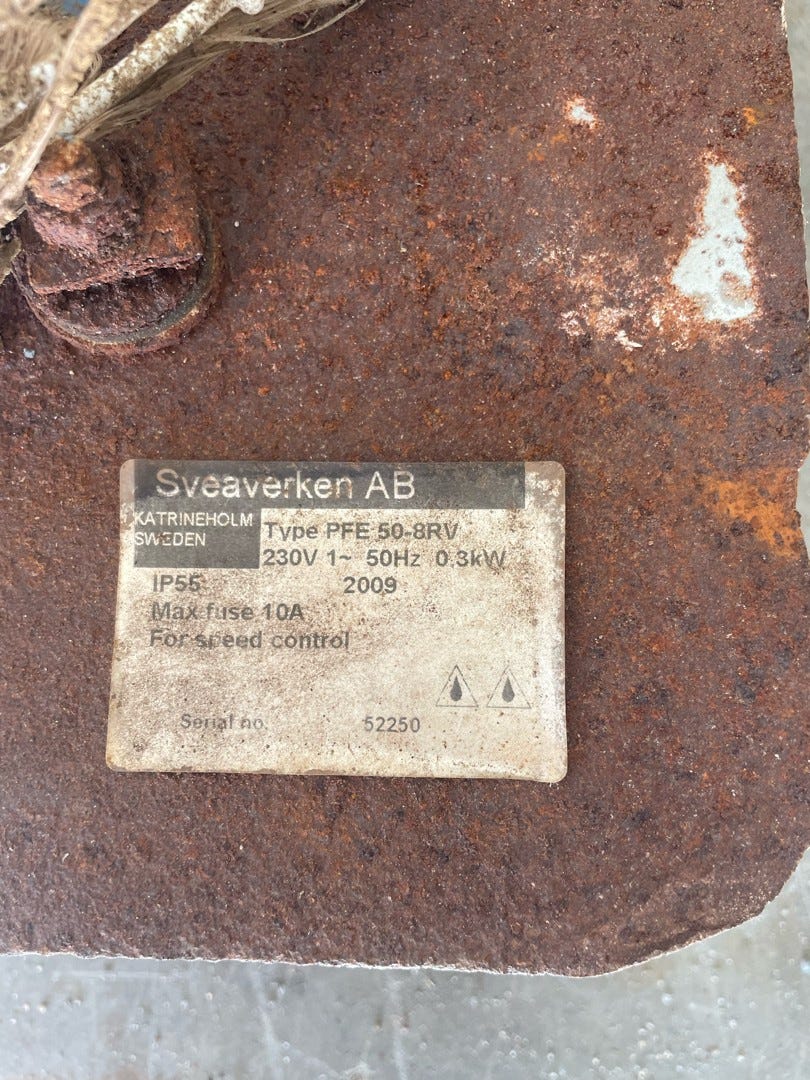 Sveaverken AB
KATRINEHOLM
SWEDEN
Type PFE 50-8RV
230V 1~ 50Hz 0.3kW
IP55 2009
Max fuse 10A
For speed control
Serial no. 52250